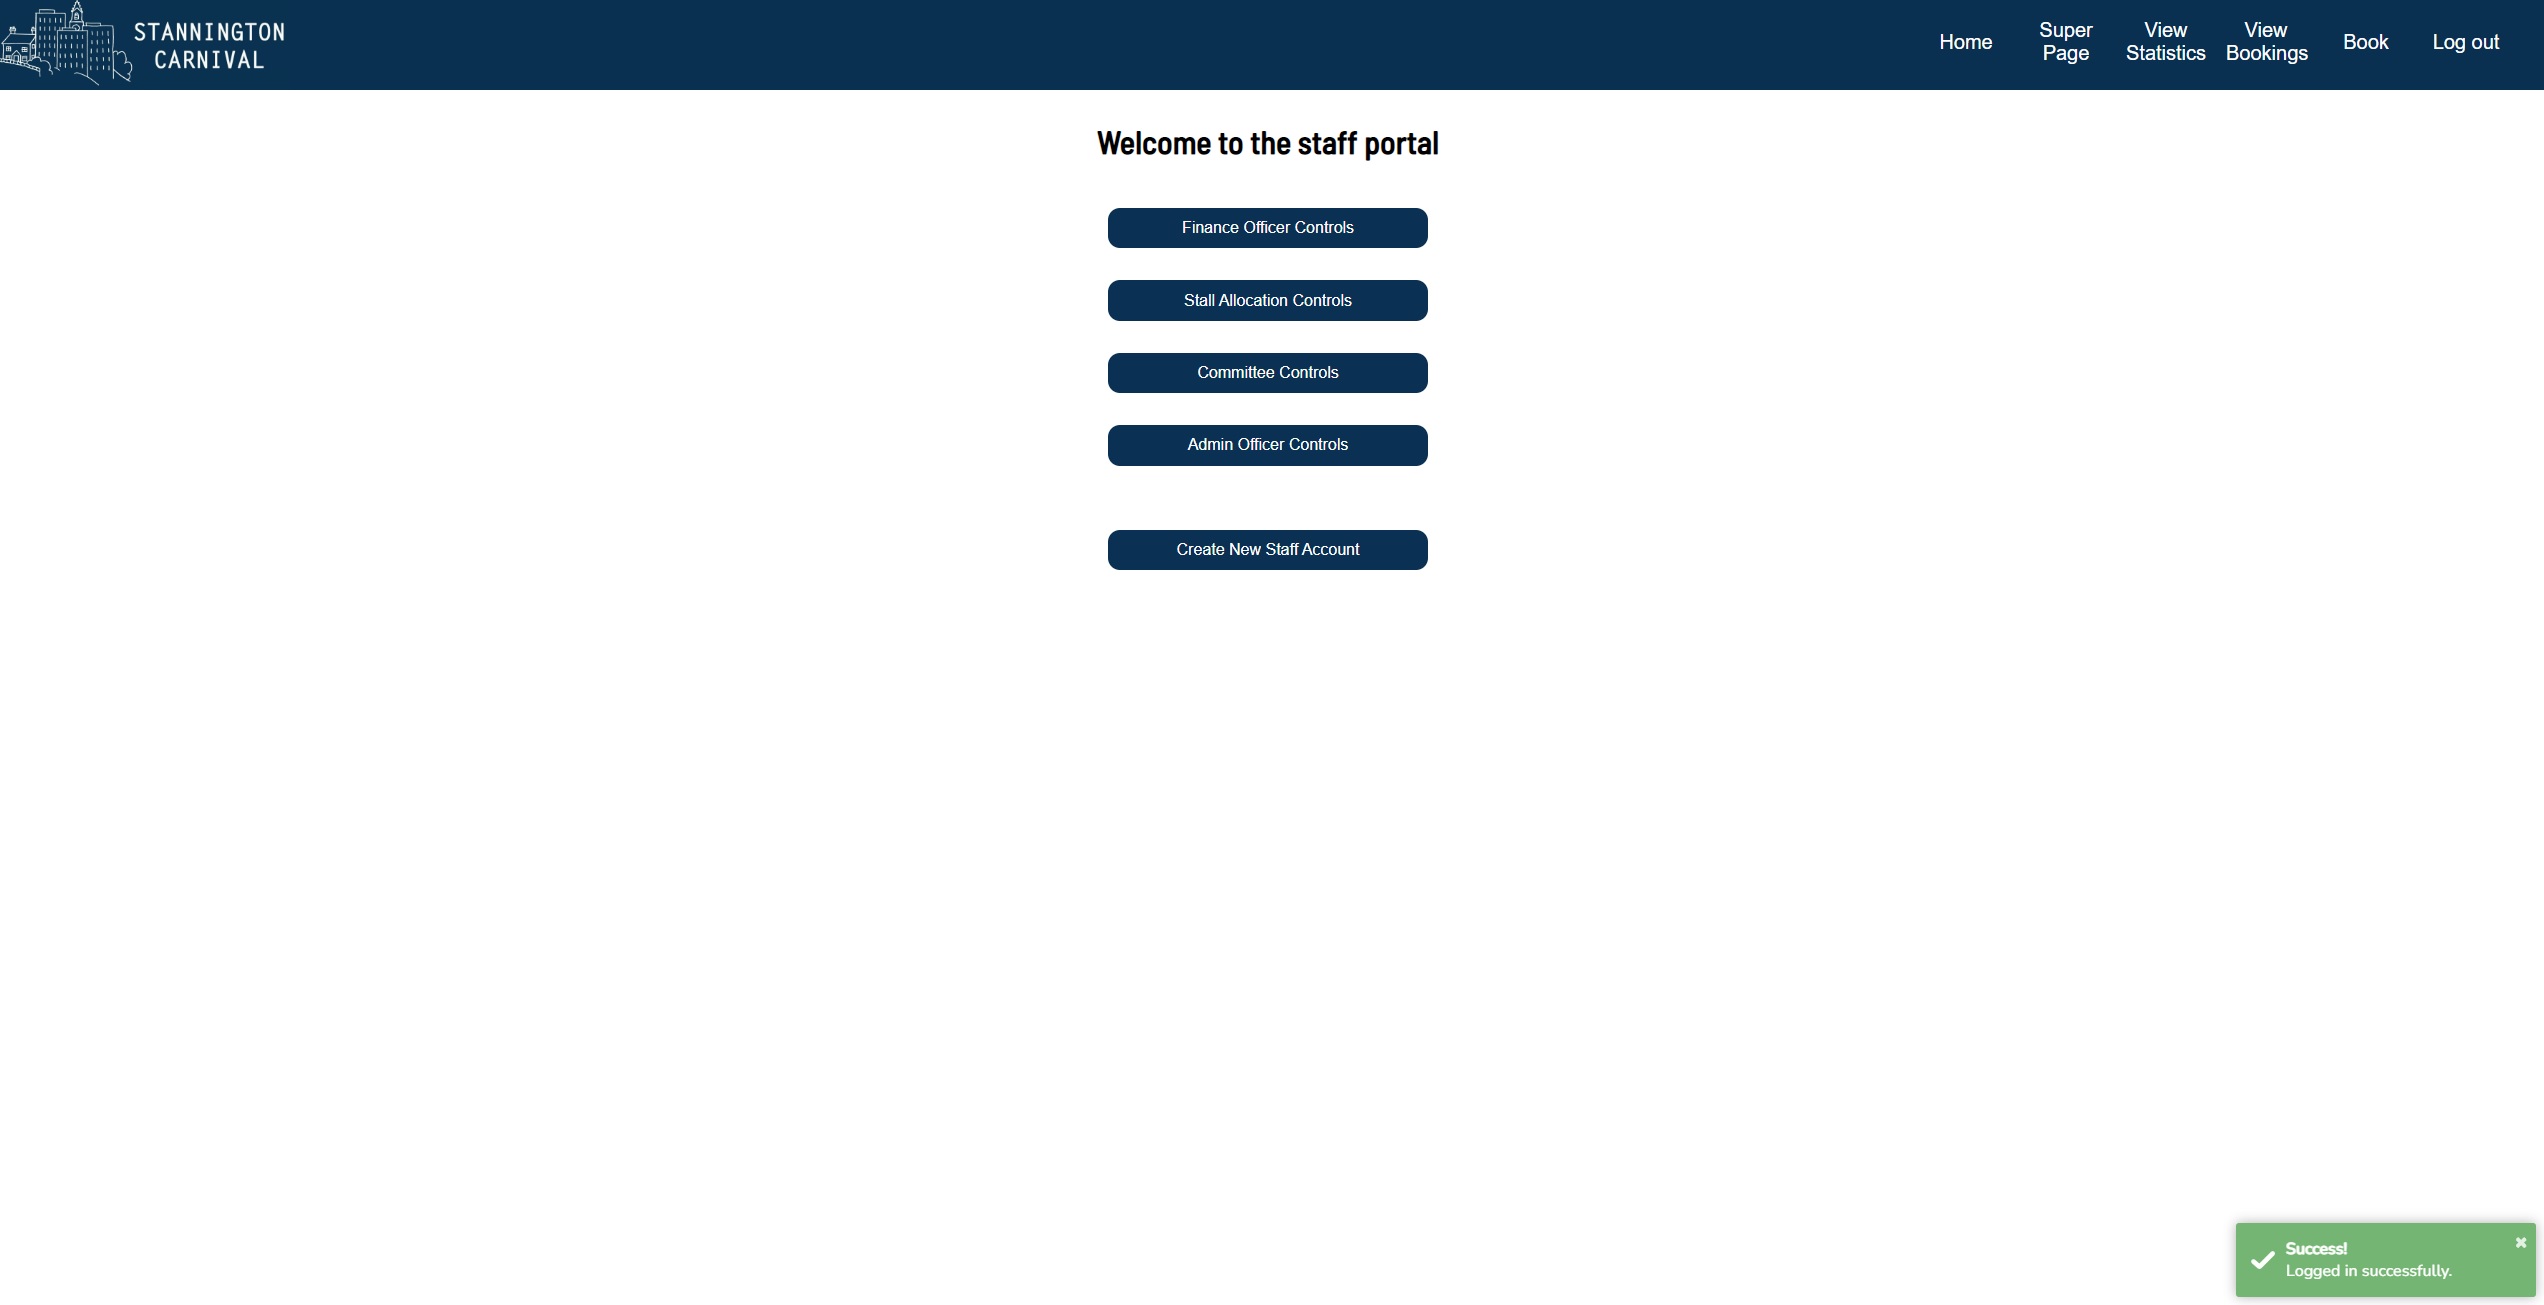 STANNINGTON
CARNIVAL
Home
Super
Page
View
Statistics
View
Bookings
Book
Log out
Welcome to the staff portal
Finance Officer Controls
Stall Allocation Controls
Committee Controls
Admin Officer Controls
Create New Staff Account
Success!
Logged in successfully.